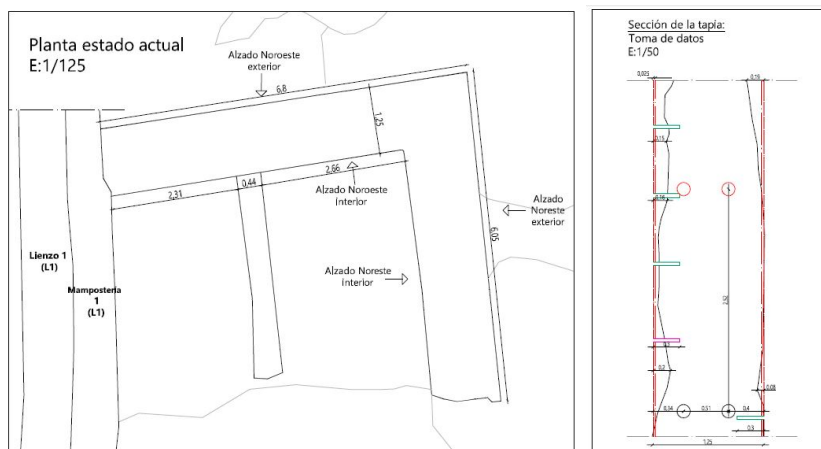 Planta estado actual
E:1/125
Alzado Noroeste
exterior
6.8
1,25
2,31
0,44
2,66
Alzado Noroeste
interior
Alzado
Noreste
exterior
6,05
Alzado Noreste
interior
Lienzo 1
(L1)
Mampostería
1
(L1)
Sección de la tapia:
Toma de datos
E:1/50
0,025
0,19
0,15
0,16
2,52
0,3
0,2
0,08
0,34
0,51
0,4
0,3
1,25